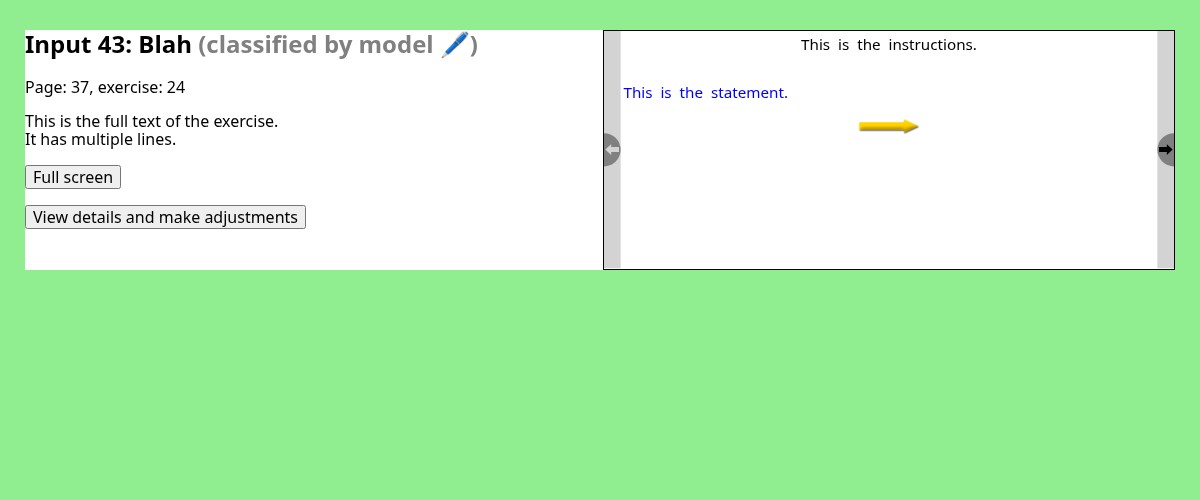 Input 43: Blah (classified by model 🖊️)
Page: 37, exercise: 24
This is the full text of the exercise.
It has multiple lines.
Full screen
View details and make adjustments
This is the instructions.
This is the statement.